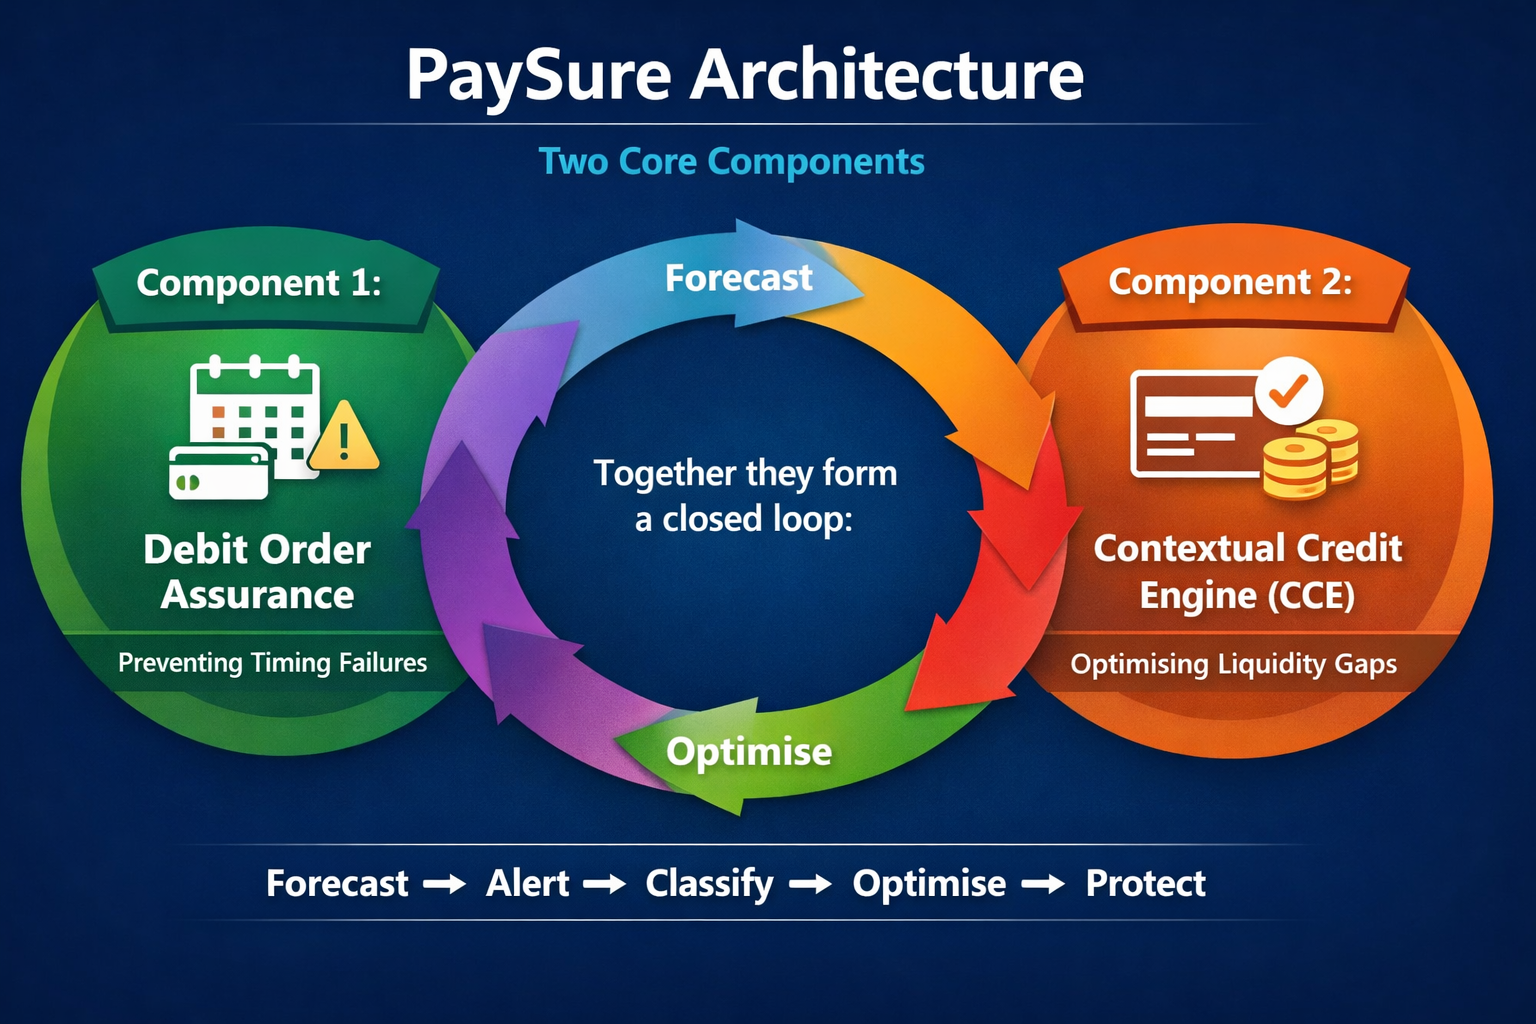 PaySure Architecture
Two Core Components
Component 1:
Debit Order
Assurance
Preventing Timing Failures
Forecast
Together they form
a closed loop:
Optimise
Component 2:
Contextual Credit
Engine (CCE)
Optimising Liquidity Gaps
Forecast → Alert → Classify → Optimise → Protect